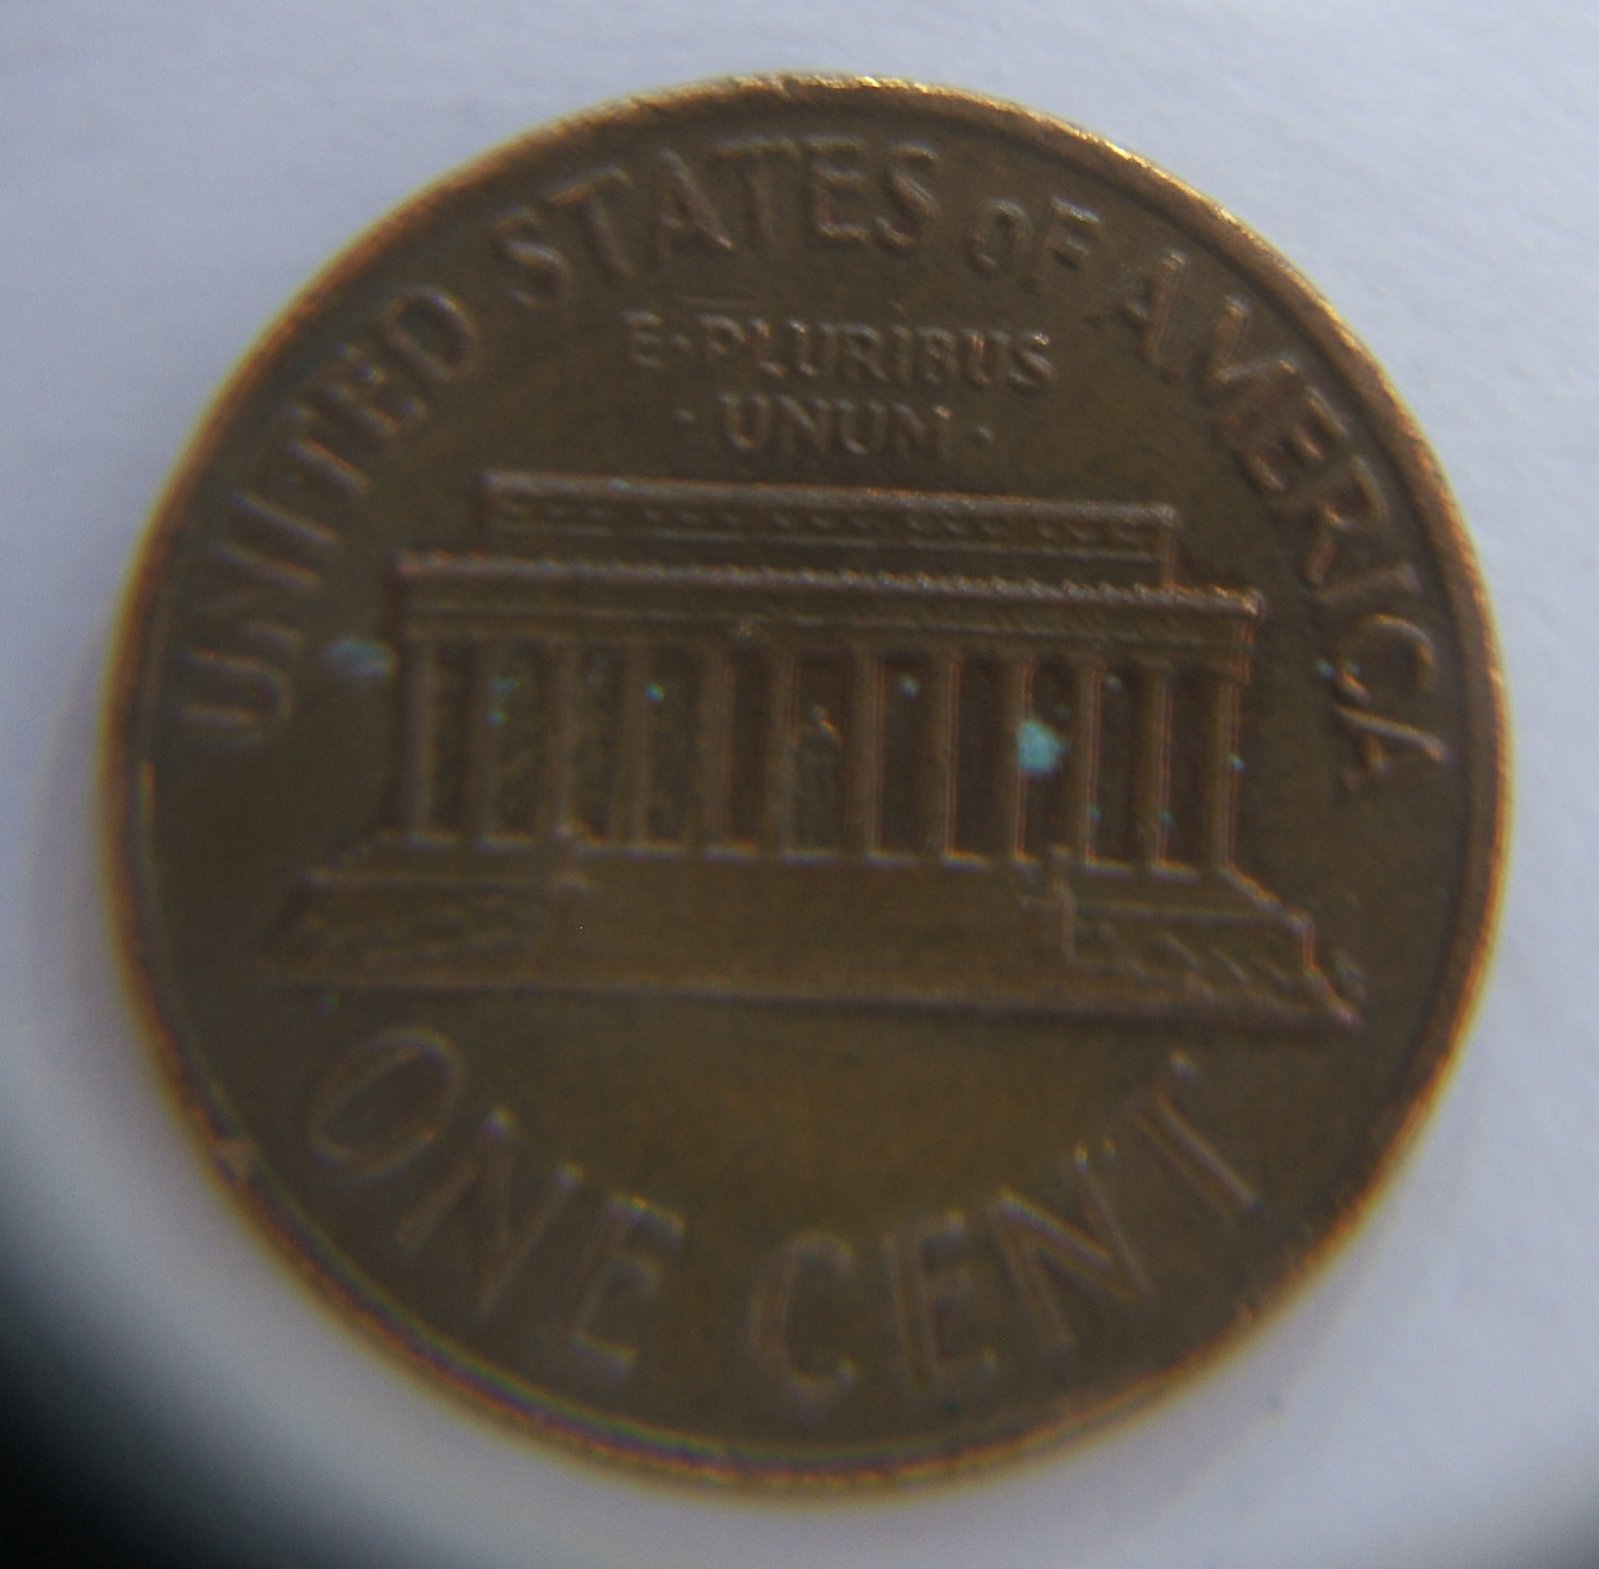 UNITED STATES OF AMERICA
E·PLURIBUS
· UNUM ·
ONE CENT